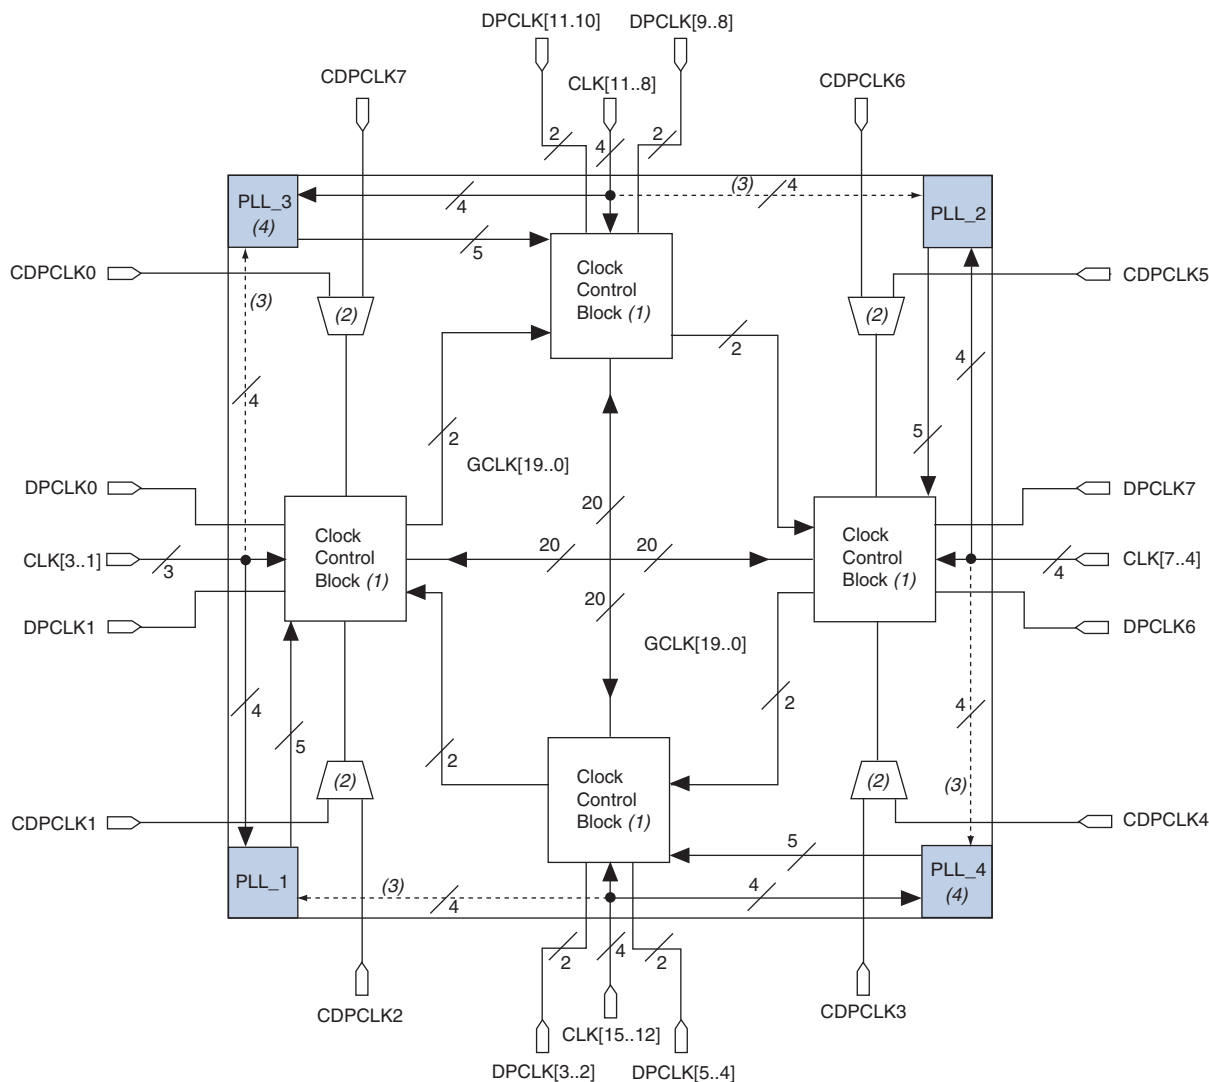 DPCLK[11.10]
DPCLK[9..8]
CDPCLK7
CLK[11..8]
CDPCLK6
2
4
2
PLL_3
(4)
4
(3)
4
PLL_2
5
CDPCLK0
(3)
(2)
Clock
Control
Block (1)
(2)
CDPCLK5
2
4
4
2
5
GCLK[19..0]
DPCLK0
20
DPCLK7
CLK[3..1]
3
Clock
Control
Block (1)
20
20
Clock
Control
Block (1)
4
CLK[7..4]
20
DPCLK1
DPCLK6
GCLK[19..0]
4
5
2
2
4
(2)
Clock
Control
Block (1)
(2)
(3)
CDPCLK1
CDPCLK4
5
PLL_1
(3)
4
4
PLL_4
(4)
2
4
2
CDPCLK2
CLK[15..12]
CDPCLK3
DPCLK[3..2]
DPCLK[5..4]